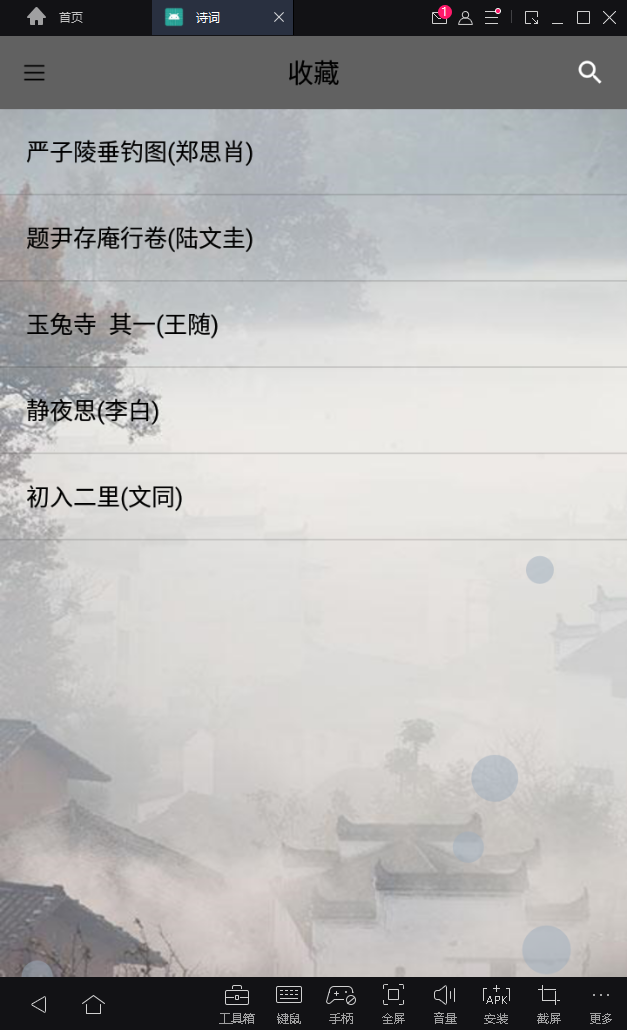 首页
诗词
1
收藏
严子陵垂钓图(郑思肖)
题尹存庵行卷(陆文圭)
玉兔寺 其一(王随)
静夜思(李白)
初入二里(文同)
工具箱
键鼠
手柄
全屏
音量
APK
安装
截屏
更多